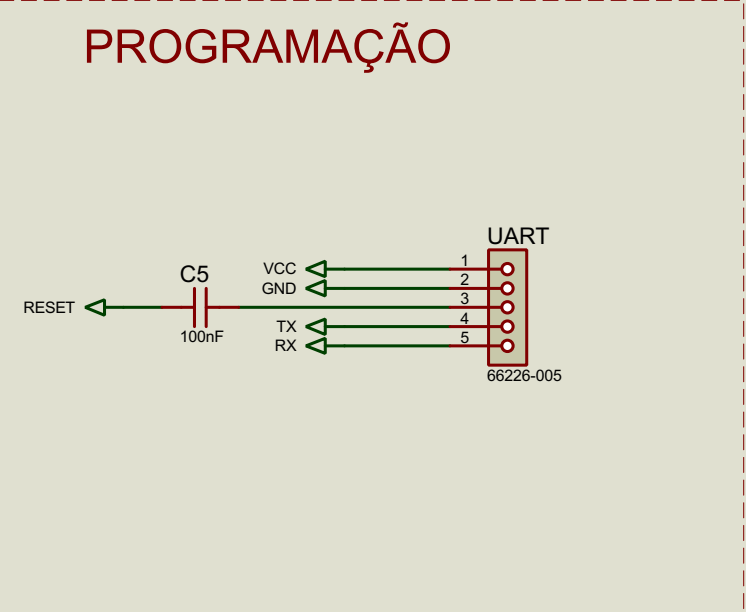 PROGRAMAÇÃO
UART
C5
VCC
1
GND
2
RESET
3
100nF
TX
4
RX
5
66226-005